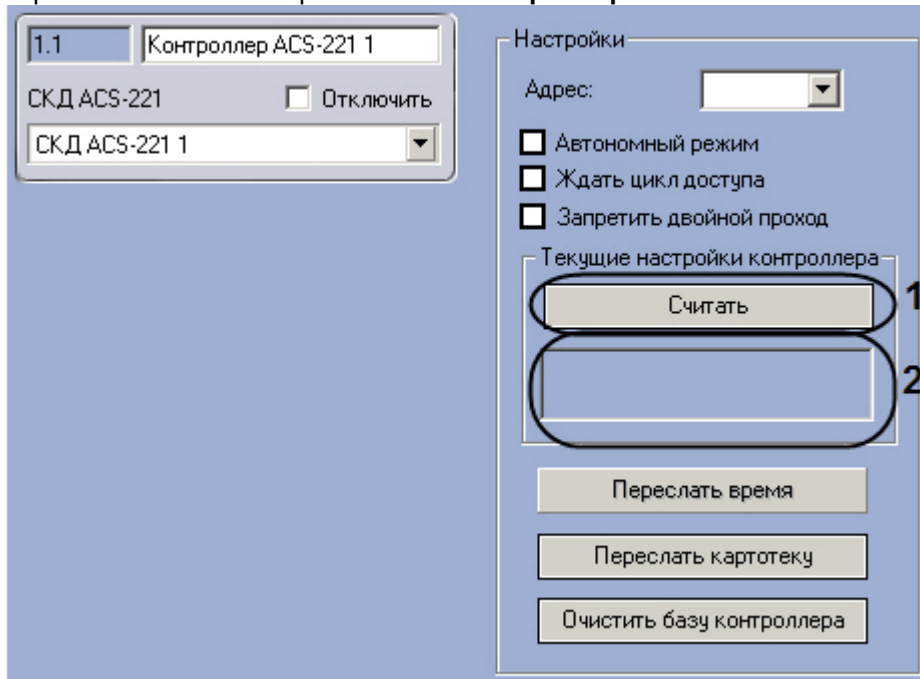 1.1
Контроллер ACS-221 1
СКД ACS-221
Отключить
СКД ACS-221 1
Настройки
Адрес:
Автономный режим
Ждать цикл доступа
Запретить двойной проход
Текущие настройки контроллера
Считать
1
2
Переслать время
Переслать картотеку
Очистить базу контроллера